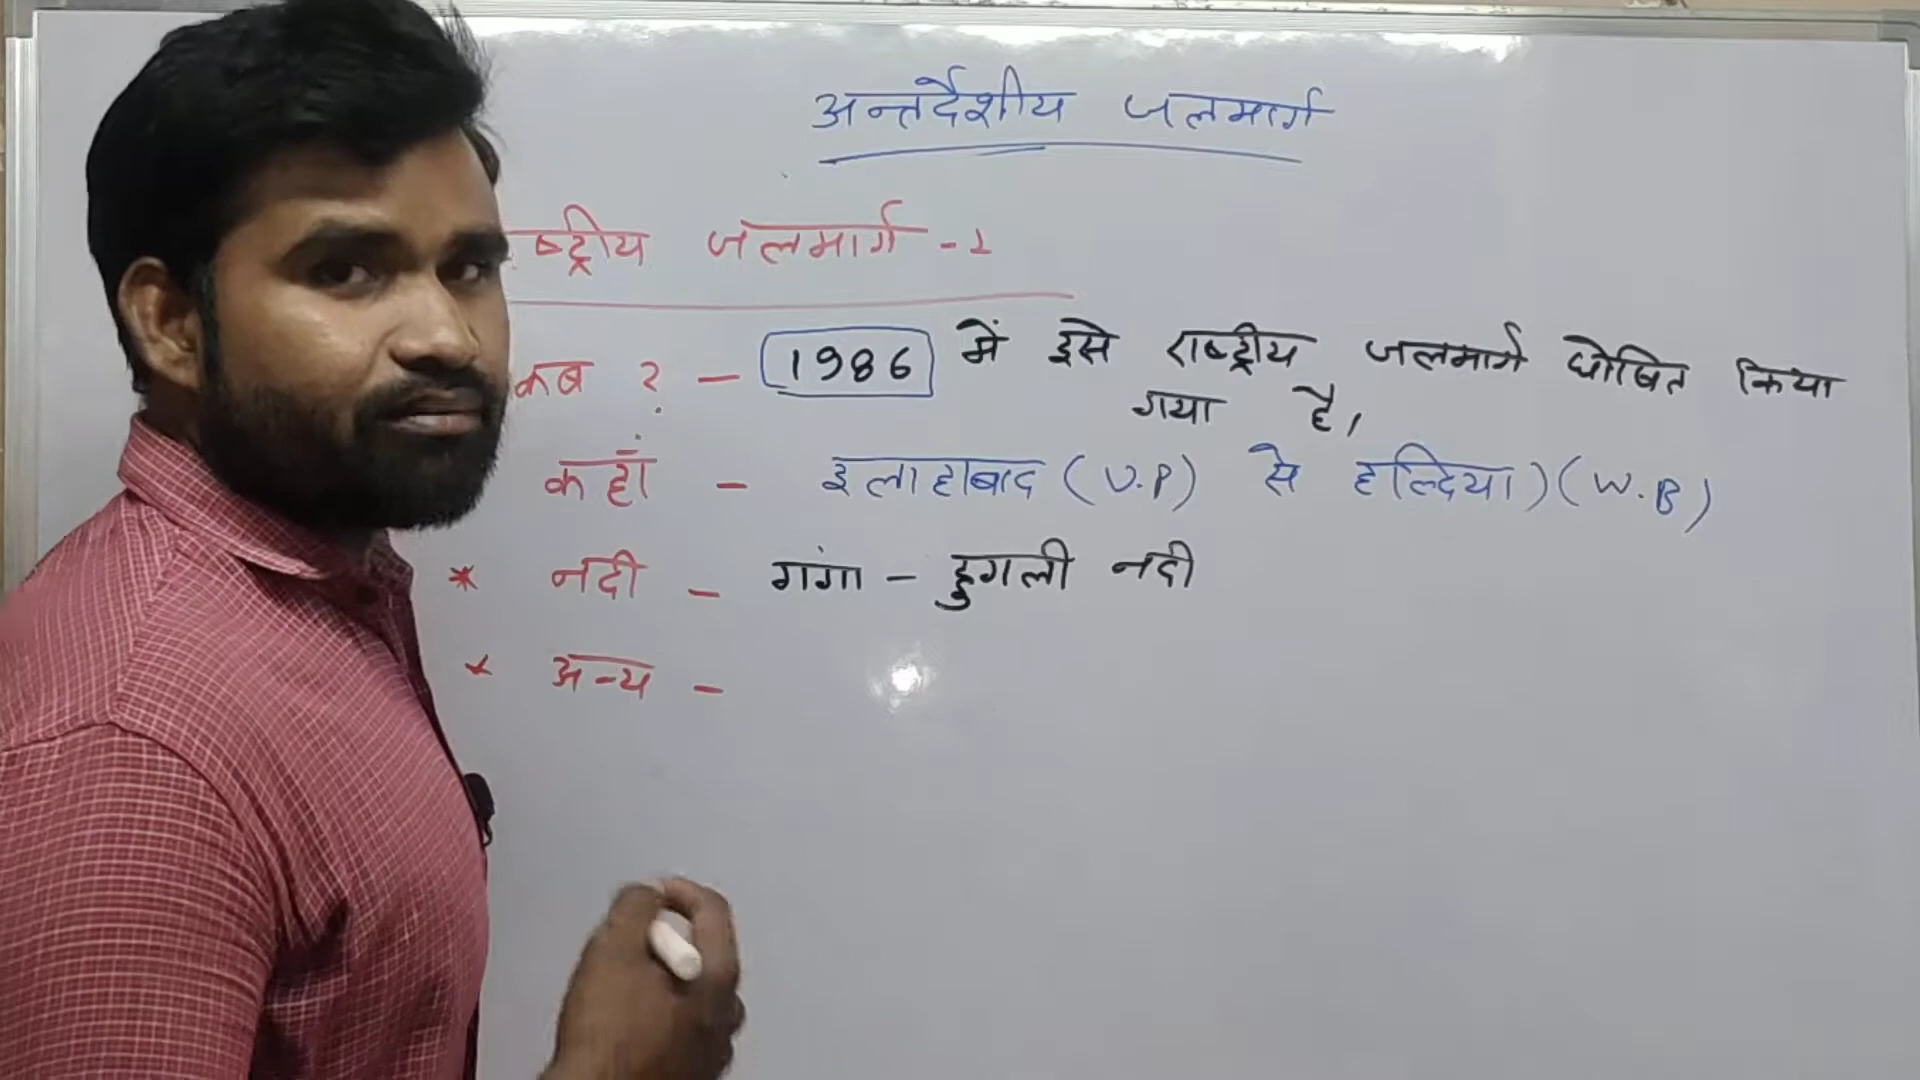 अन्तर्देशीय जलमार्ग
ष्ट्रीय जलमार्ग - 1
कब ? - 1986 में इसे राष्ट्रीय जलमार्ग घोषित किया
गया है,
कहाँ - इलाहाबाद (U.P) से हल्दिया) (W.B)
* नदी - गंगा - हुगली नदी
* अन्य -